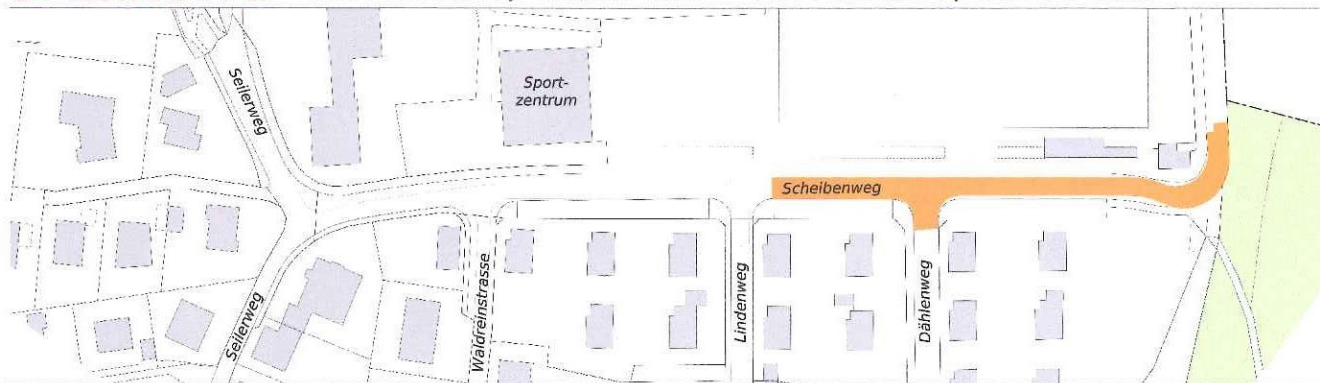 Seilerweg
Sport-
zentrum
Scheibenweg
Seilerweg
Waldreinstrasse
Lindenweg
Dählenweg